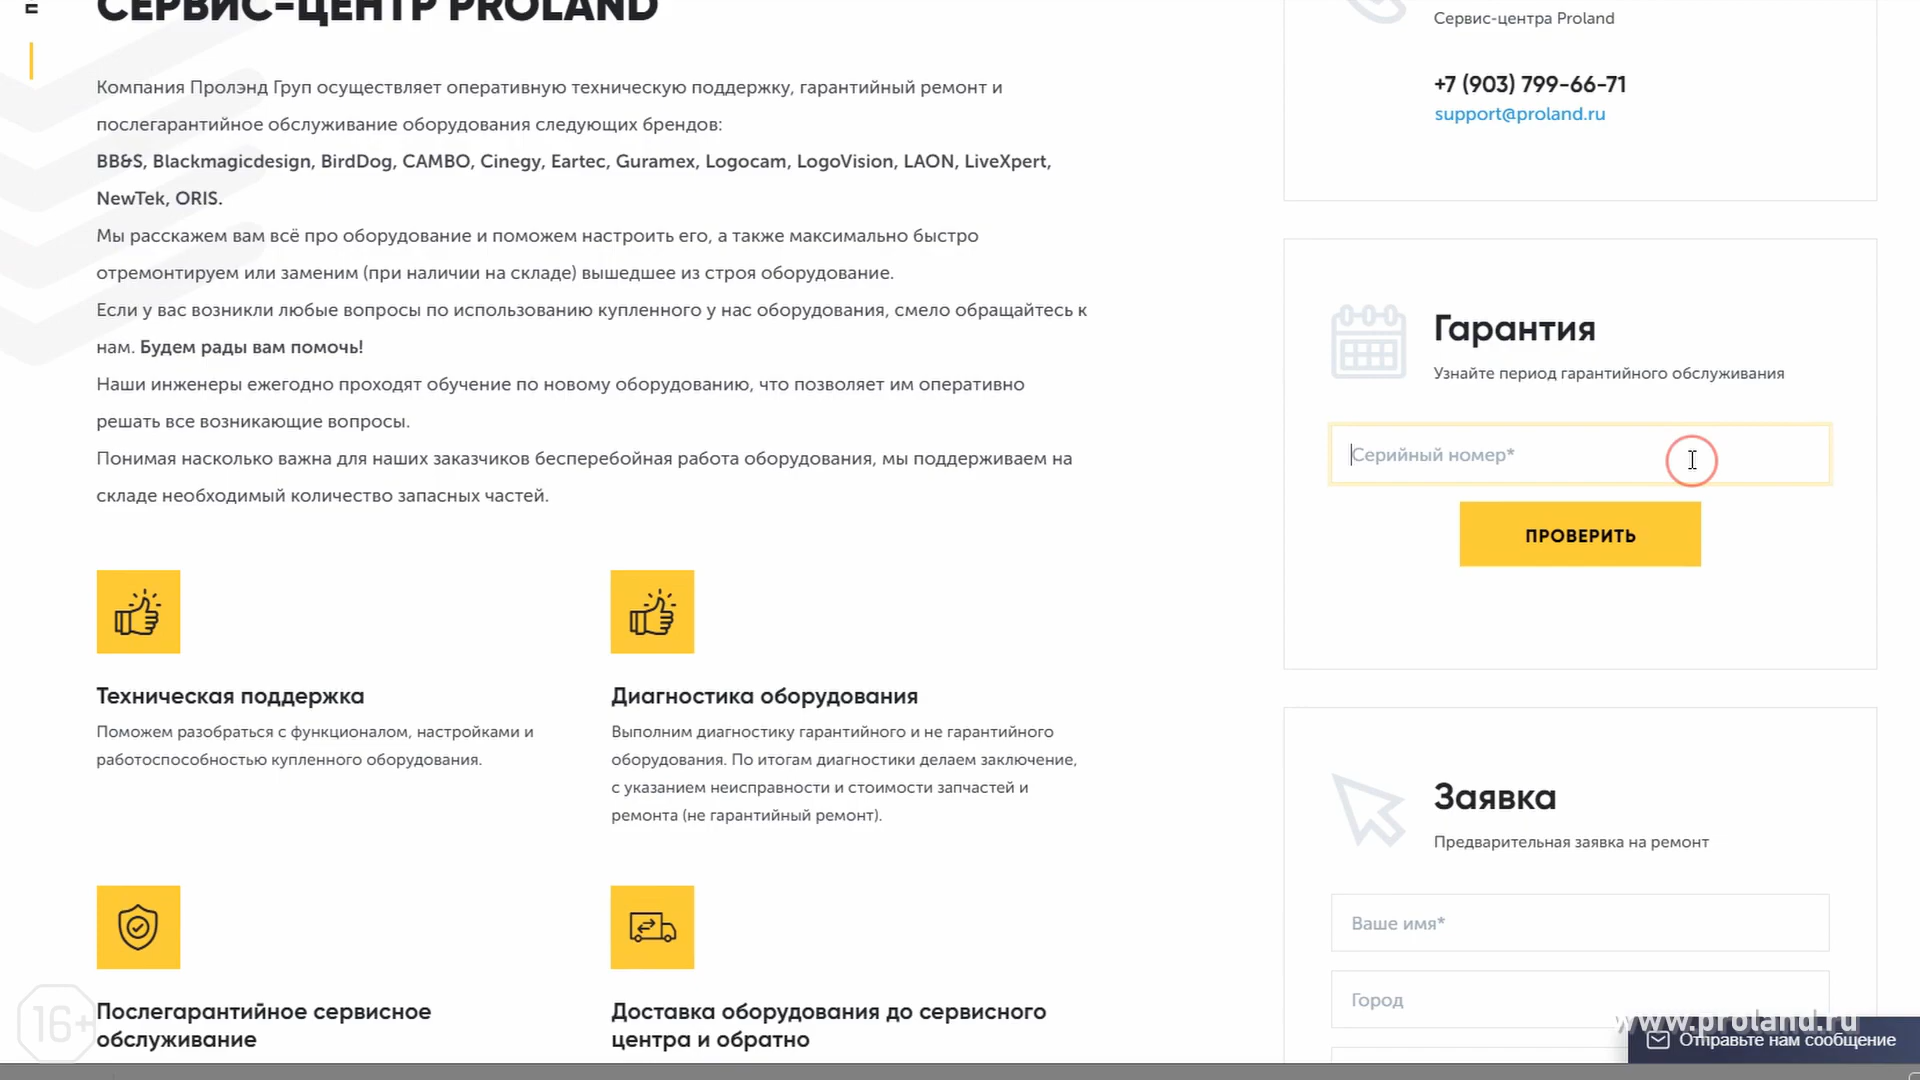 СЕРВИС-ЦЕНТР PROLAND
Компания Пролэнд Груп осуществляет оперативную техническую поддержку, гарантийный ремонт и
послегарантийное обслуживание оборудования следующих брендов:
BB&S, Blackmagicdesign, BirdDog, CAMBO, Cinegy, Eartec, Guramex, Logocam, LogoVision, LAON, LiveXpert,
NewTek, ORIS.
Мы расскажем вам всё про оборудование и поможем настроить его, а также максимально быстро
отремонтируем или заменим (при наличии на складе) вышедшее из строя оборудование.
Если у вас возникли любые вопросы по использованию купленного у нас оборудования, смело обращайтесь к
нам. Будем рады вам помочь!
Наши инженеры ежегодно проходят обучение по новому оборудованию, что позволяет им оперативно
решать все возникающие вопросы.
Понимая насколько важна для наших заказчиков бесперебойная работа оборудования, мы поддерживаем на
складе необходимый количество запасных частей.
Техническая поддержка
Поможем разобраться с функционалом, настройками и
работоспособностью купленного оборудования.
Диагностика оборудования
Выполним диагностику гарантийного и не гарантийного
оборудования. По итогам диагностики делаем заключение,
с указанием неисправности и стоимости запчастей и
ремонта (не гарантийный ремонт).
Послегарантийное сервисное
обслуживание
Доставка оборудования до сервисного
центра и обратно
16+
Сервис-центра Proland
+7 (903) 799-66-71
support@proland.ru
Гарантия
Узнайте период гарантийного обслуживания
Серийный номер*
ПРОВЕРИТЬ
Заявка
Предварительная заявка на ремонт
Ваше имя*
Город
www.proland.ru
Отправьте нам сообщение